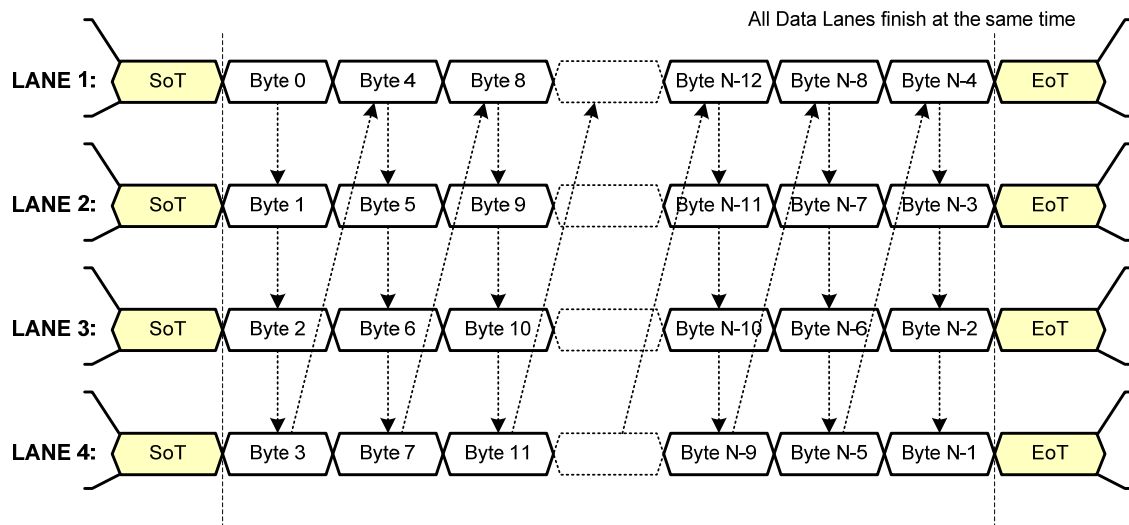 All Data Lanes finish at the same time
LANE 1: SoT Byte 0 Byte 4 Byte 8 Byte N-12 Byte N-8 Byte N-4 EoT
LANE 2: SoT Byte 1 Byte 5 Byte 9 Byte N-11 Byte N-7 Byte N-3 EoT
LANE 3: SoT Byte 2 Byte 6 Byte 10 Byte N-10 Byte N-6 Byte N-2 EoT
LANE 4: SoT Byte 3 Byte 7 Byte 11 Byte N-9 Byte N-5 Byte N-1 EoT